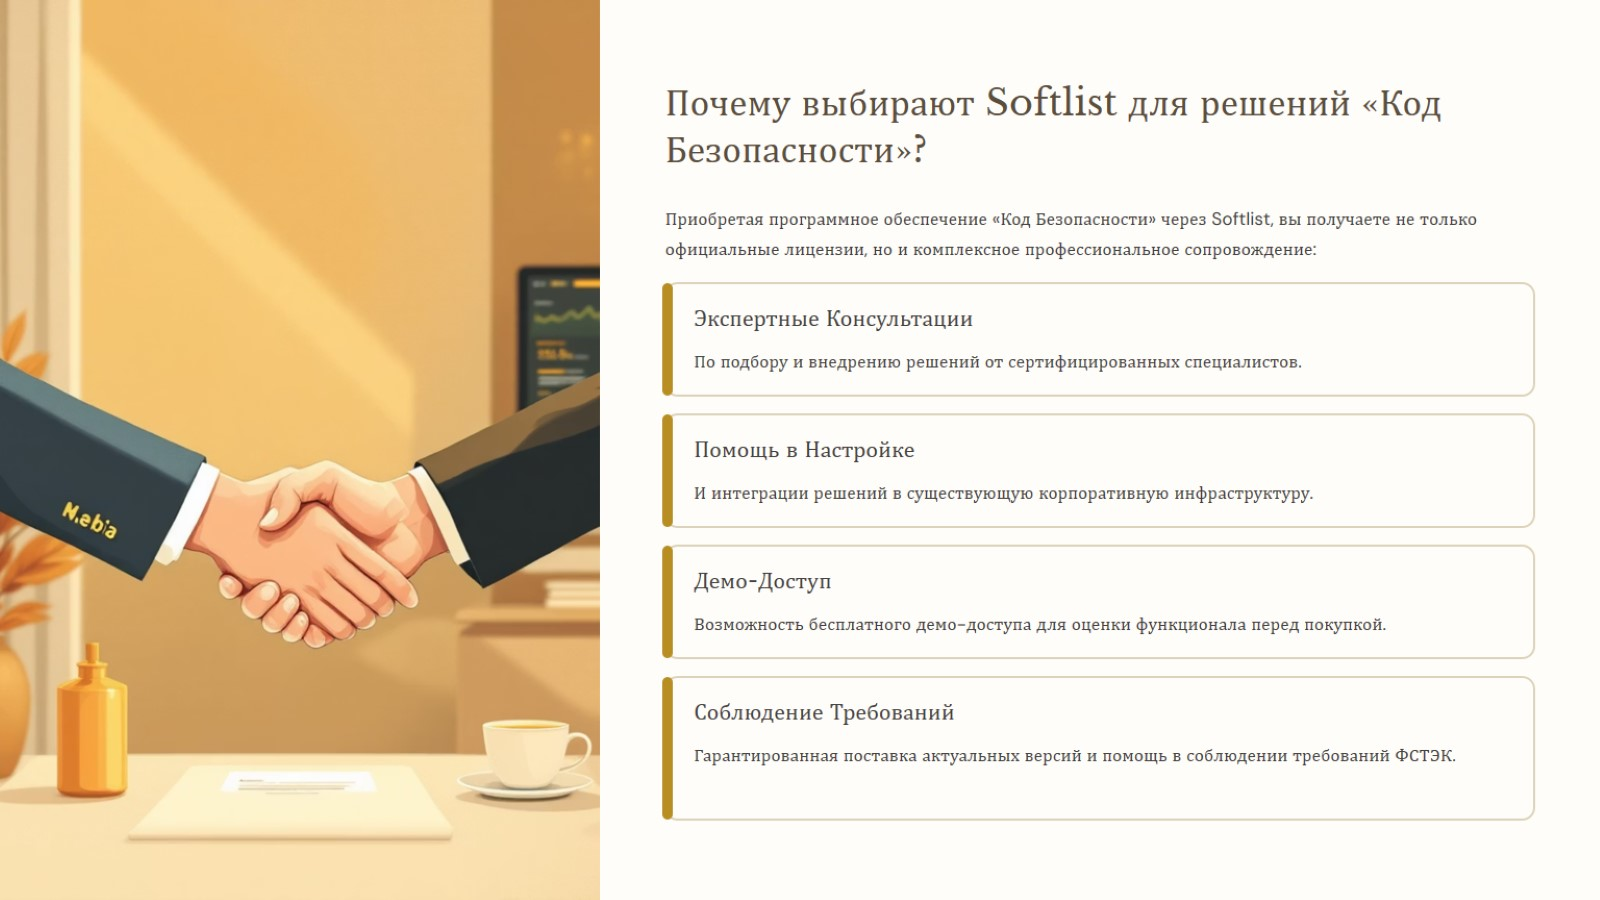 Почему выбирают Softlist для решений «Код
Безопасности»?
Приобретая программное обеспечение «Код Безопасности» через Softlist, вы получаете не только
официальные лицензии, но и комплексное профессиональное сопровождение:
Экспертные Консультации
По подбору и внедрению решений от сертифицированных специалистов.
Помощь в Настройке
И интеграции решений в существующую корпоративную инфраструктуру.
Демо-Доступ
Возможность бесплатного демо-доступа для оценки функционала перед покупкой.
Соблюдение Требований
Гарантированная поставка актуальных версий и помощь в соблюдении требований ФСТЭК.
M.ebia